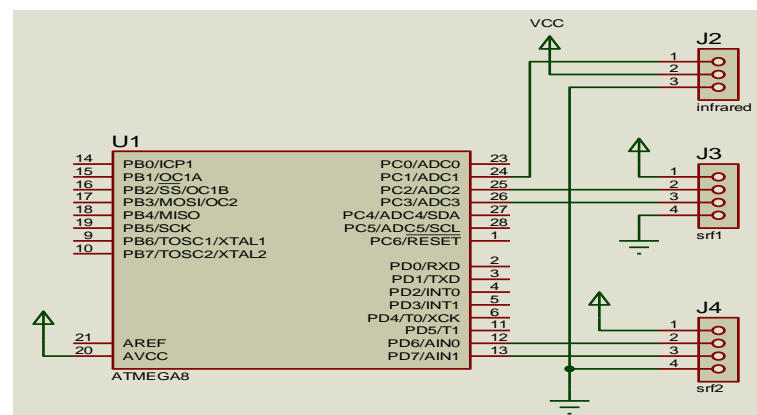 VCC
J2
1
2
3
infrared
U1
14 PB0/ICP1 PC0/ADC0 23
15 PB1/OC1A PC1/ADC1 24
16 PB2/SS/OC1B PC2/ADC2 25
17 PB3/MOSI/OC2 PC3/ADC3 26
18 PB4/MISO PC4/ADC4/SDA 27
19 PB5/SCK PC5/ADC5/SCL 28
9 PB6/TOSC1/XTAL1 PC6/RESET 1
10 PB7/TOSC2/XTAL2
PD0/RXD 2
PD1/TXD 3
PD2/INT0 4
PD3/INT1 5
PD4/T0/XCK 6
PD5/T1 11
21 AREF PD6/AIN0 12
20 AVCC PD7/AIN1 13
ATMEGA8
J3
1
2
3
4
srf1
J4
1
2
3
4
srf2